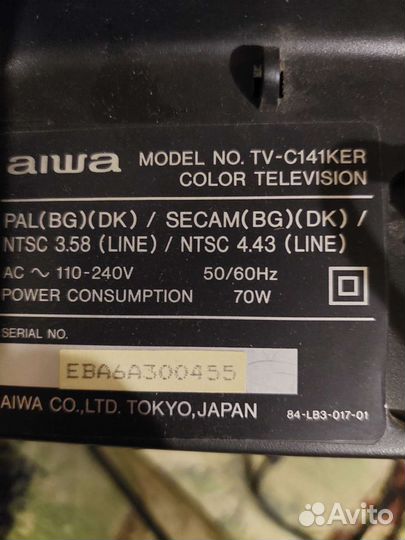 aiwa MODEL NO. TV-C141KER
COLOR TELEVISION
PAL(BG)(DK) / SECAM(BG)(DK) /
NTSC 3.58 (LINE) / NTSC 4.43 (LINE)
AC ~ 110-240V 50/60Hz
POWER CONSUMPTION 70W
SERIAL NO.
EBA6A300455
AIWA CO.,LTD. TOKYO,JAPAN 84-LB3-017-01
Avito